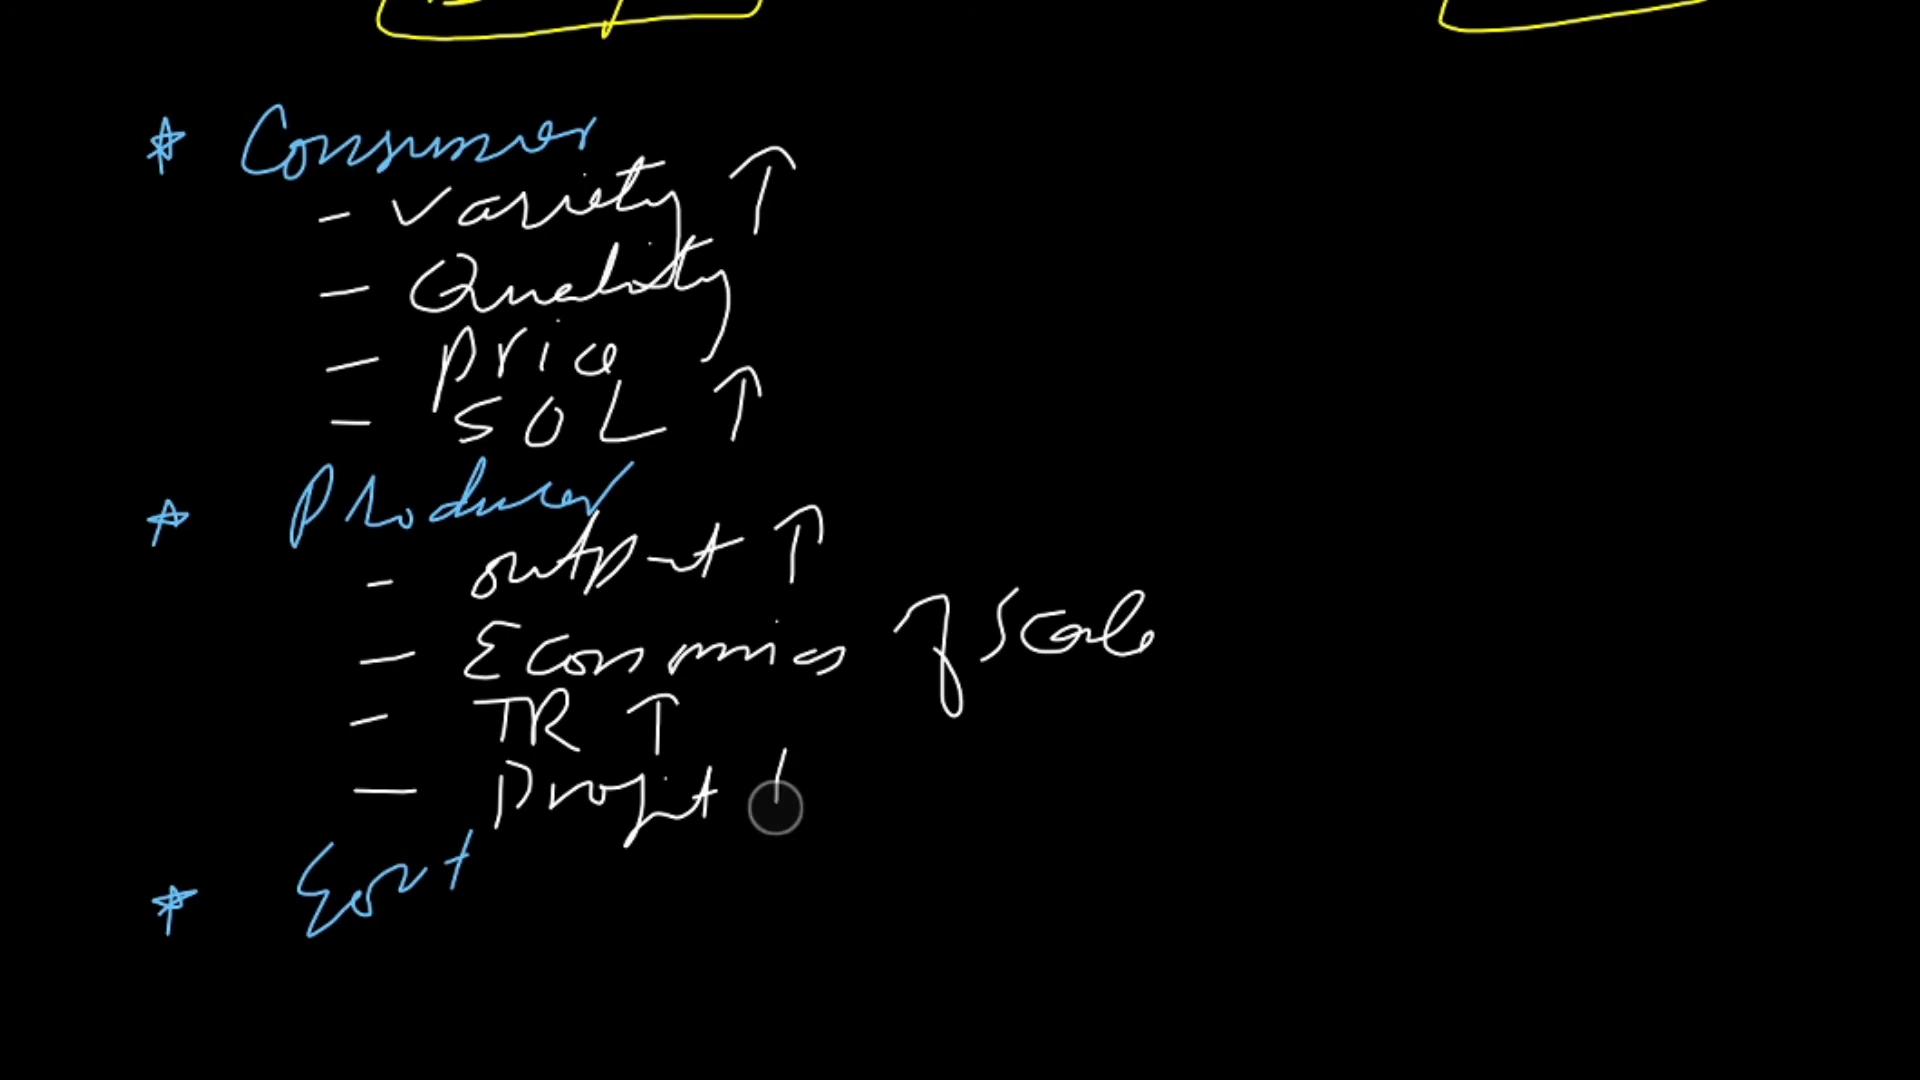 * Consumer
- Variety ↑
- Quality
- Price
- SOL ↑
* Producer
- output ↑
- Economies of Scale
- TR ↑
- Profit
* Govt